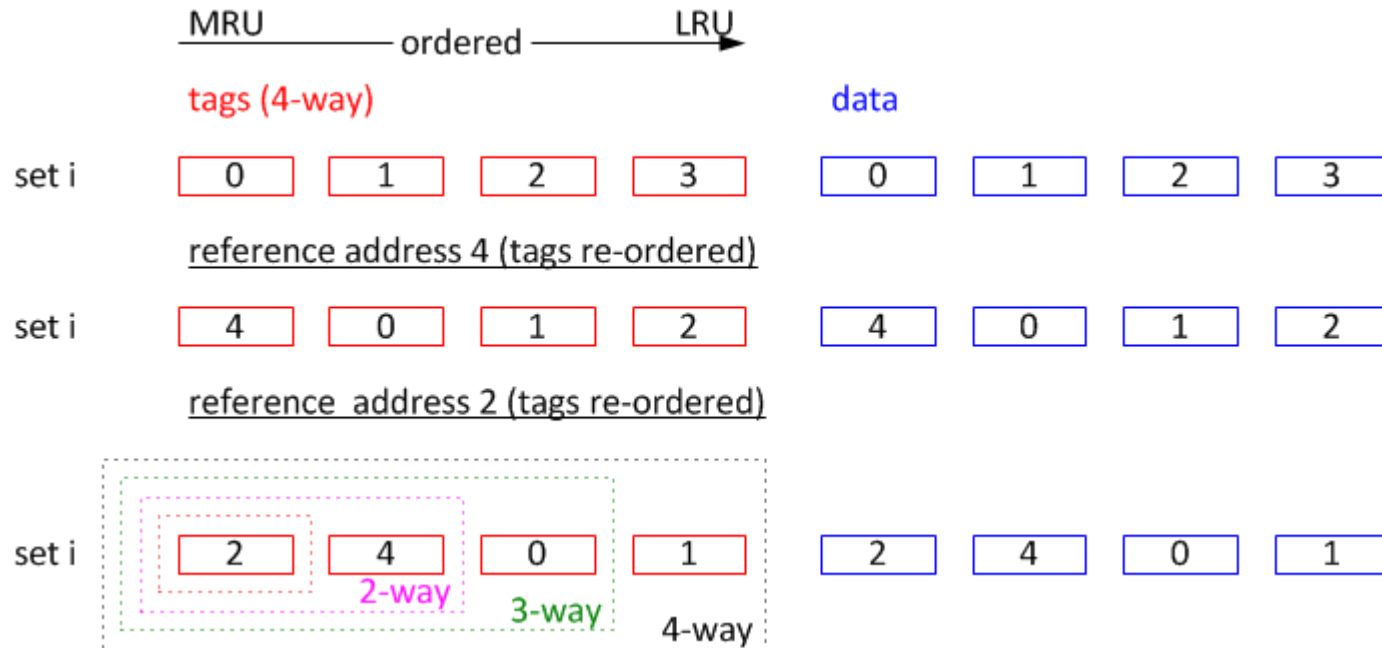 MRU LRU
ordered
tags (4-way) data
set i 0 1 2 3 0 1 2 3
reference address 4 (tags re-ordered)
set i 4 0 1 2 4 0 1 2
reference address 2 (tags re-ordered)
set i 2 4 0 1 2 4 0 1
2-way
3-way
4-way